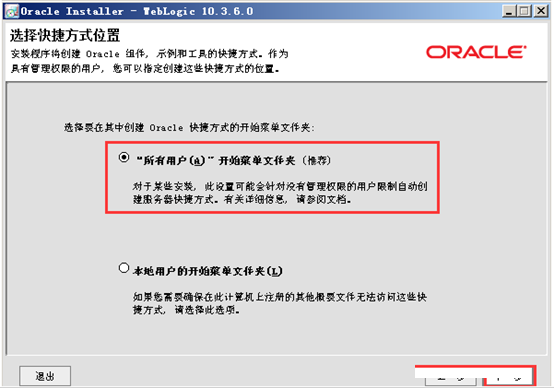 Oracle Installer - WebLogic 10.3.6.0
选择快捷方式位置
安装程序将创建 Oracle 组件, 示例和工具的快捷方式。作为
具有管理权限的用户, 您可以指定创建这些快捷方式的位置。
ORACLE
选择要在其中创建 Oracle 快捷方式的开始菜单文件夹:
"所有用户(A)"开始菜单文件夹 (推荐)
对于某些安装, 此设置可能会针对没有管理权限的用户限制自动创
建服务器快捷方式。有关详细信息, 请参阅文档。
本地用户的开始菜单文件夹(L)
如果您需要确保在此计算机上注册的其他概要文件无法访问这些快
捷方式, 请选择此选项。
退出